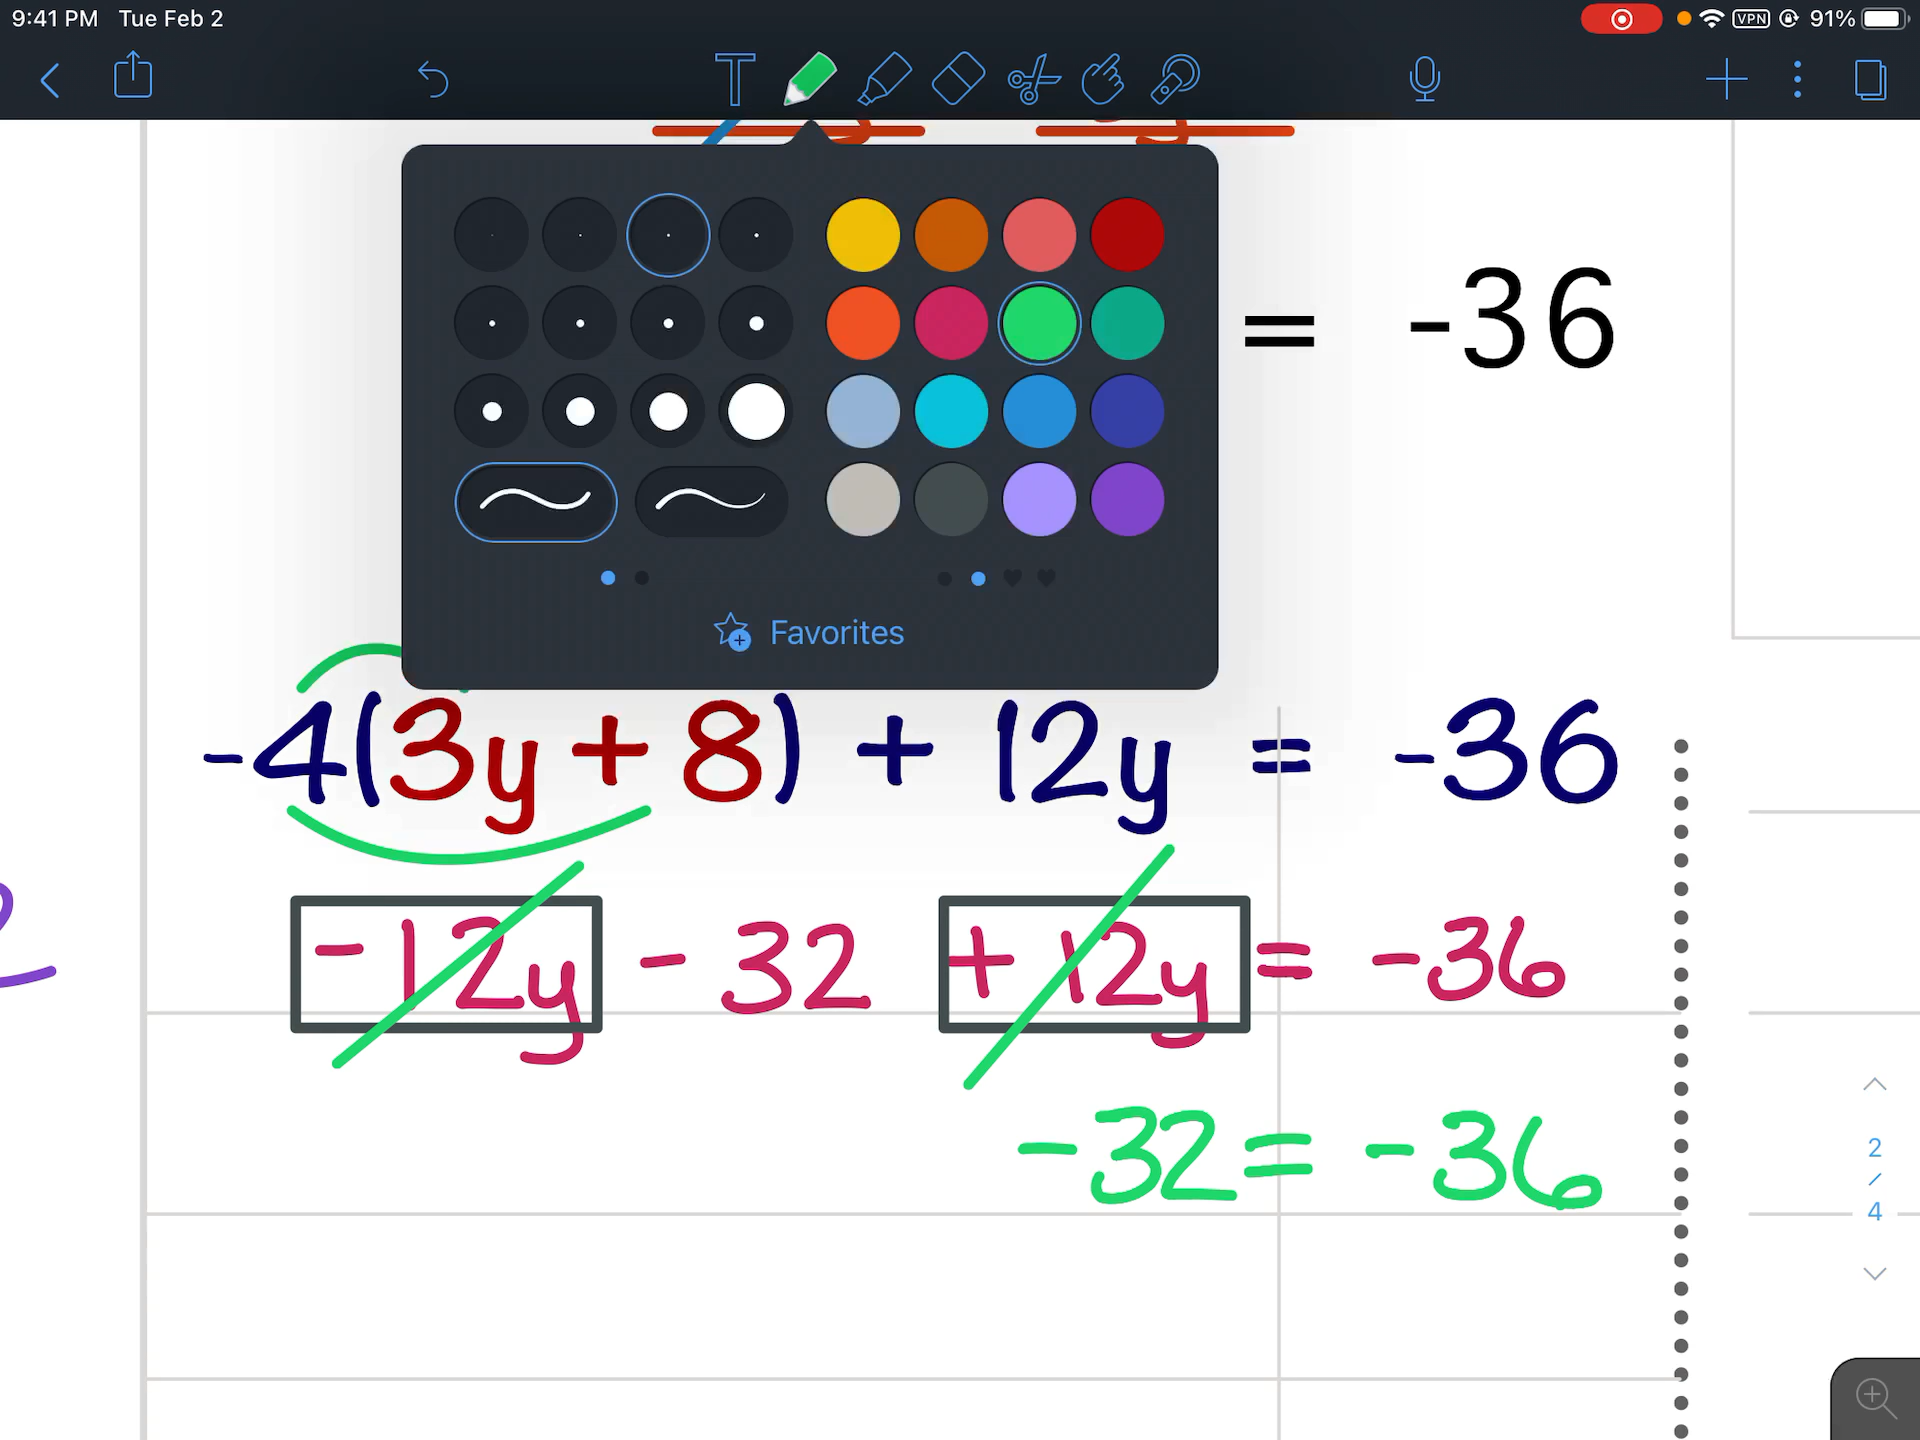 9:41 PM Tue Feb 2
VPN 91%
T
= -36
Favorites
-4(3y + 8) + 12y = -36
-12y - 32 + 12y = -36
-32 = -36
2
/
4